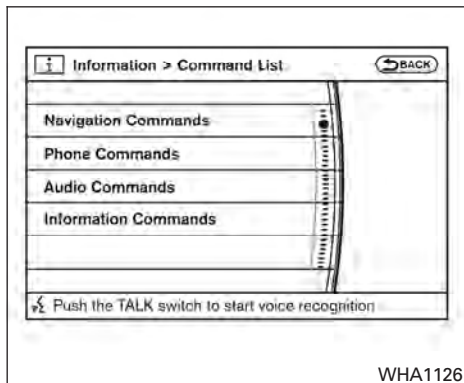 i Information > Command List BACK
Navigation Commands
Phone Commands
Audio Commands
Information Commands
Push the TALK switch to start voice recognition
WHA1126